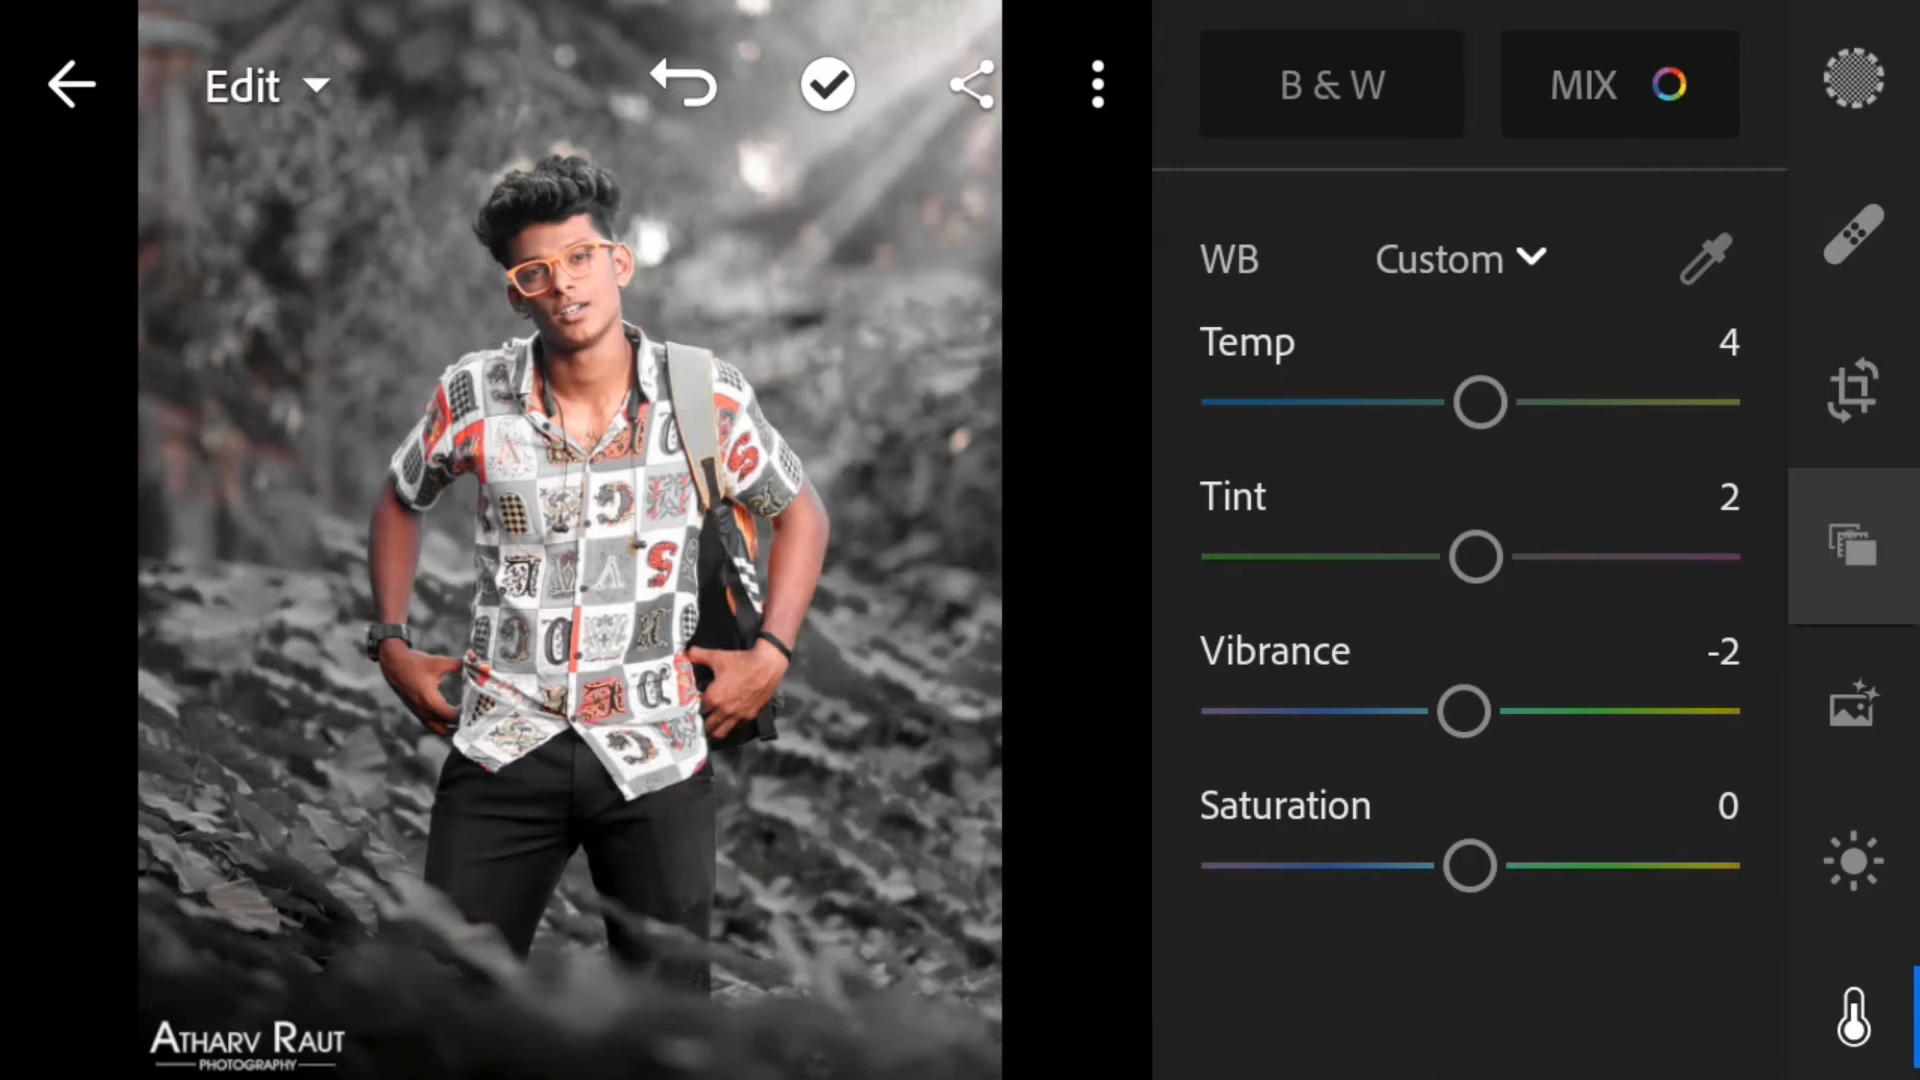 Edit
B & W
MIX
WB
Custom
Temp
4
Tint
2
Vibrance
-2
Saturation
0
ATHARV RAUT
PHOTOGRAPHY